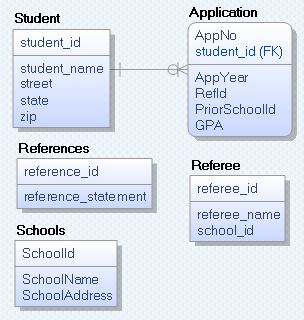 Student
student_id
student_name
street
state
zip
Application
AppNo
student_id (FK)
AppYear
RefId
PriorSchoolId
GPA
References
reference_id
reference_statement
Referee
referee_id
referee_name
school_id
Schools
SchoolId
SchoolName
SchoolAddress